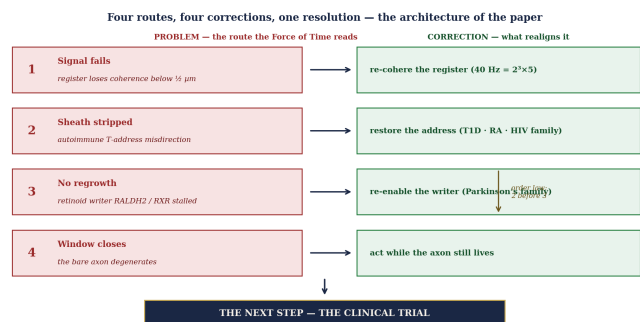 Four routes, four corrections, one resolution — the architecture of the paper
PROBLEM — the route the Force of Time reads
CORRECTION — what realigns it
1
Signal fails
register loses coherence below ½ μm
re-cohere the register (40 Hz = 2³×5)
2
Sheath stripped
autoimmune T-address misdirection
restore the address (T1D · RA · HIV family)
3
No regrowth
retinoid writer RALDH2 / RXR stalled
re-enable the writer (Parkinson's family)
order law:
2 before 3
4
Window closes
the bare axon degenerates
act while the axon still lives
THE NEXT STEP — THE CLINICAL TRIAL